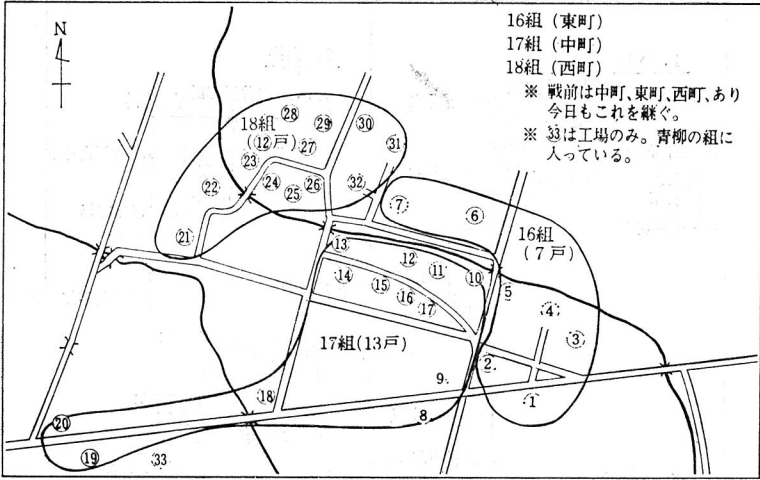 N
16組 (東町)
17組 (中町)
18組 (西町)
※ 戦前は中町、東町、西町、あり
今日もこれを継ぐ。
※ ㉝は工場のみ。青柳の組に
入っている。
18組
(⑫戸)
㉘
㉙
㉚
㉛
㉗
㉓
㉔
㉕
㉖
㉜
㉒
㉑
⑦
⑥
16組
(7戸)
⑬
⑫
⑪
⑩
5
④
③
⑭
⑮
⑯
⑰
17組(13戸)
2
9
1
⑱
8
⑳
⑲
33